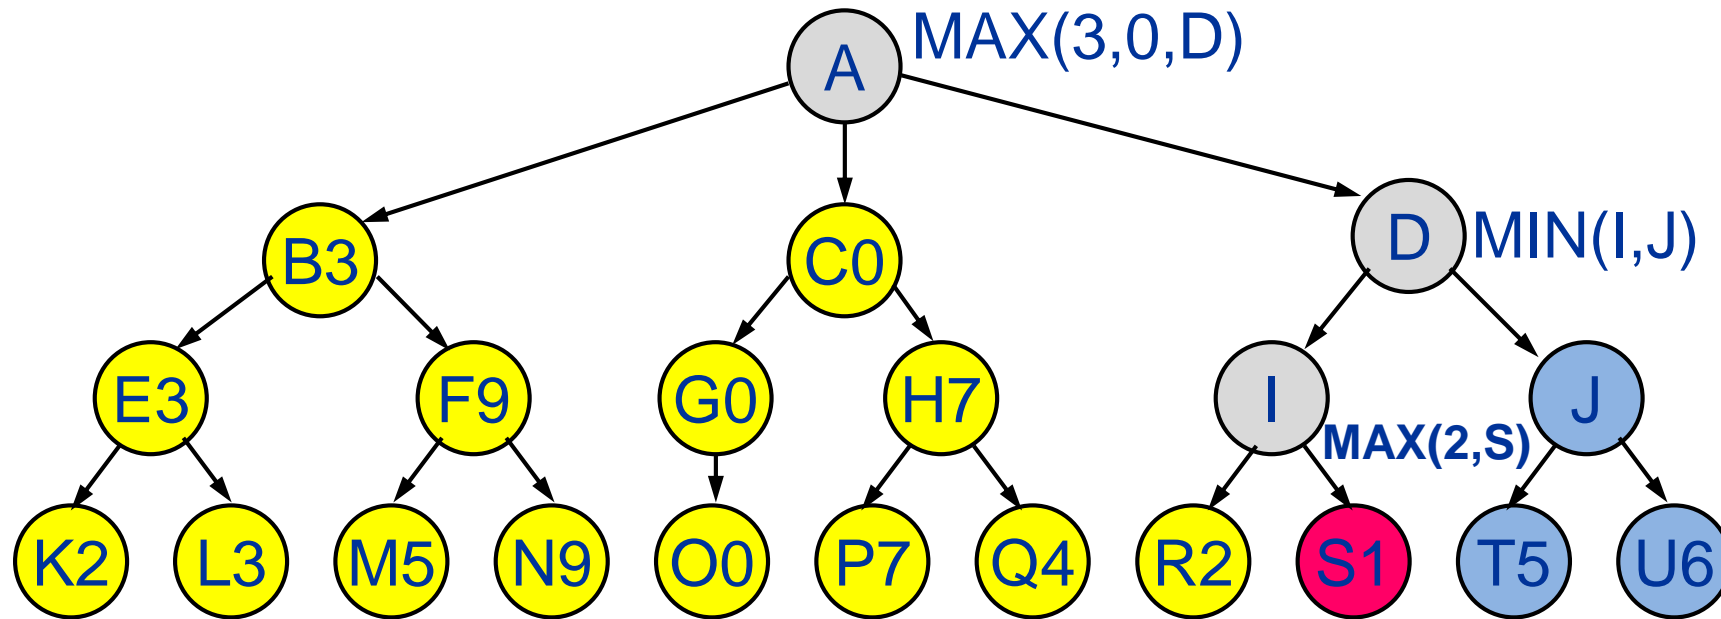 A MAX(3,0,D)
B3 C0 D MIN(I,J)
E3 F9 G0 H7 I J
MAX(2,S)
K2 L3 M5 N9 O0 P7 Q4 R2 S1 T5 U6